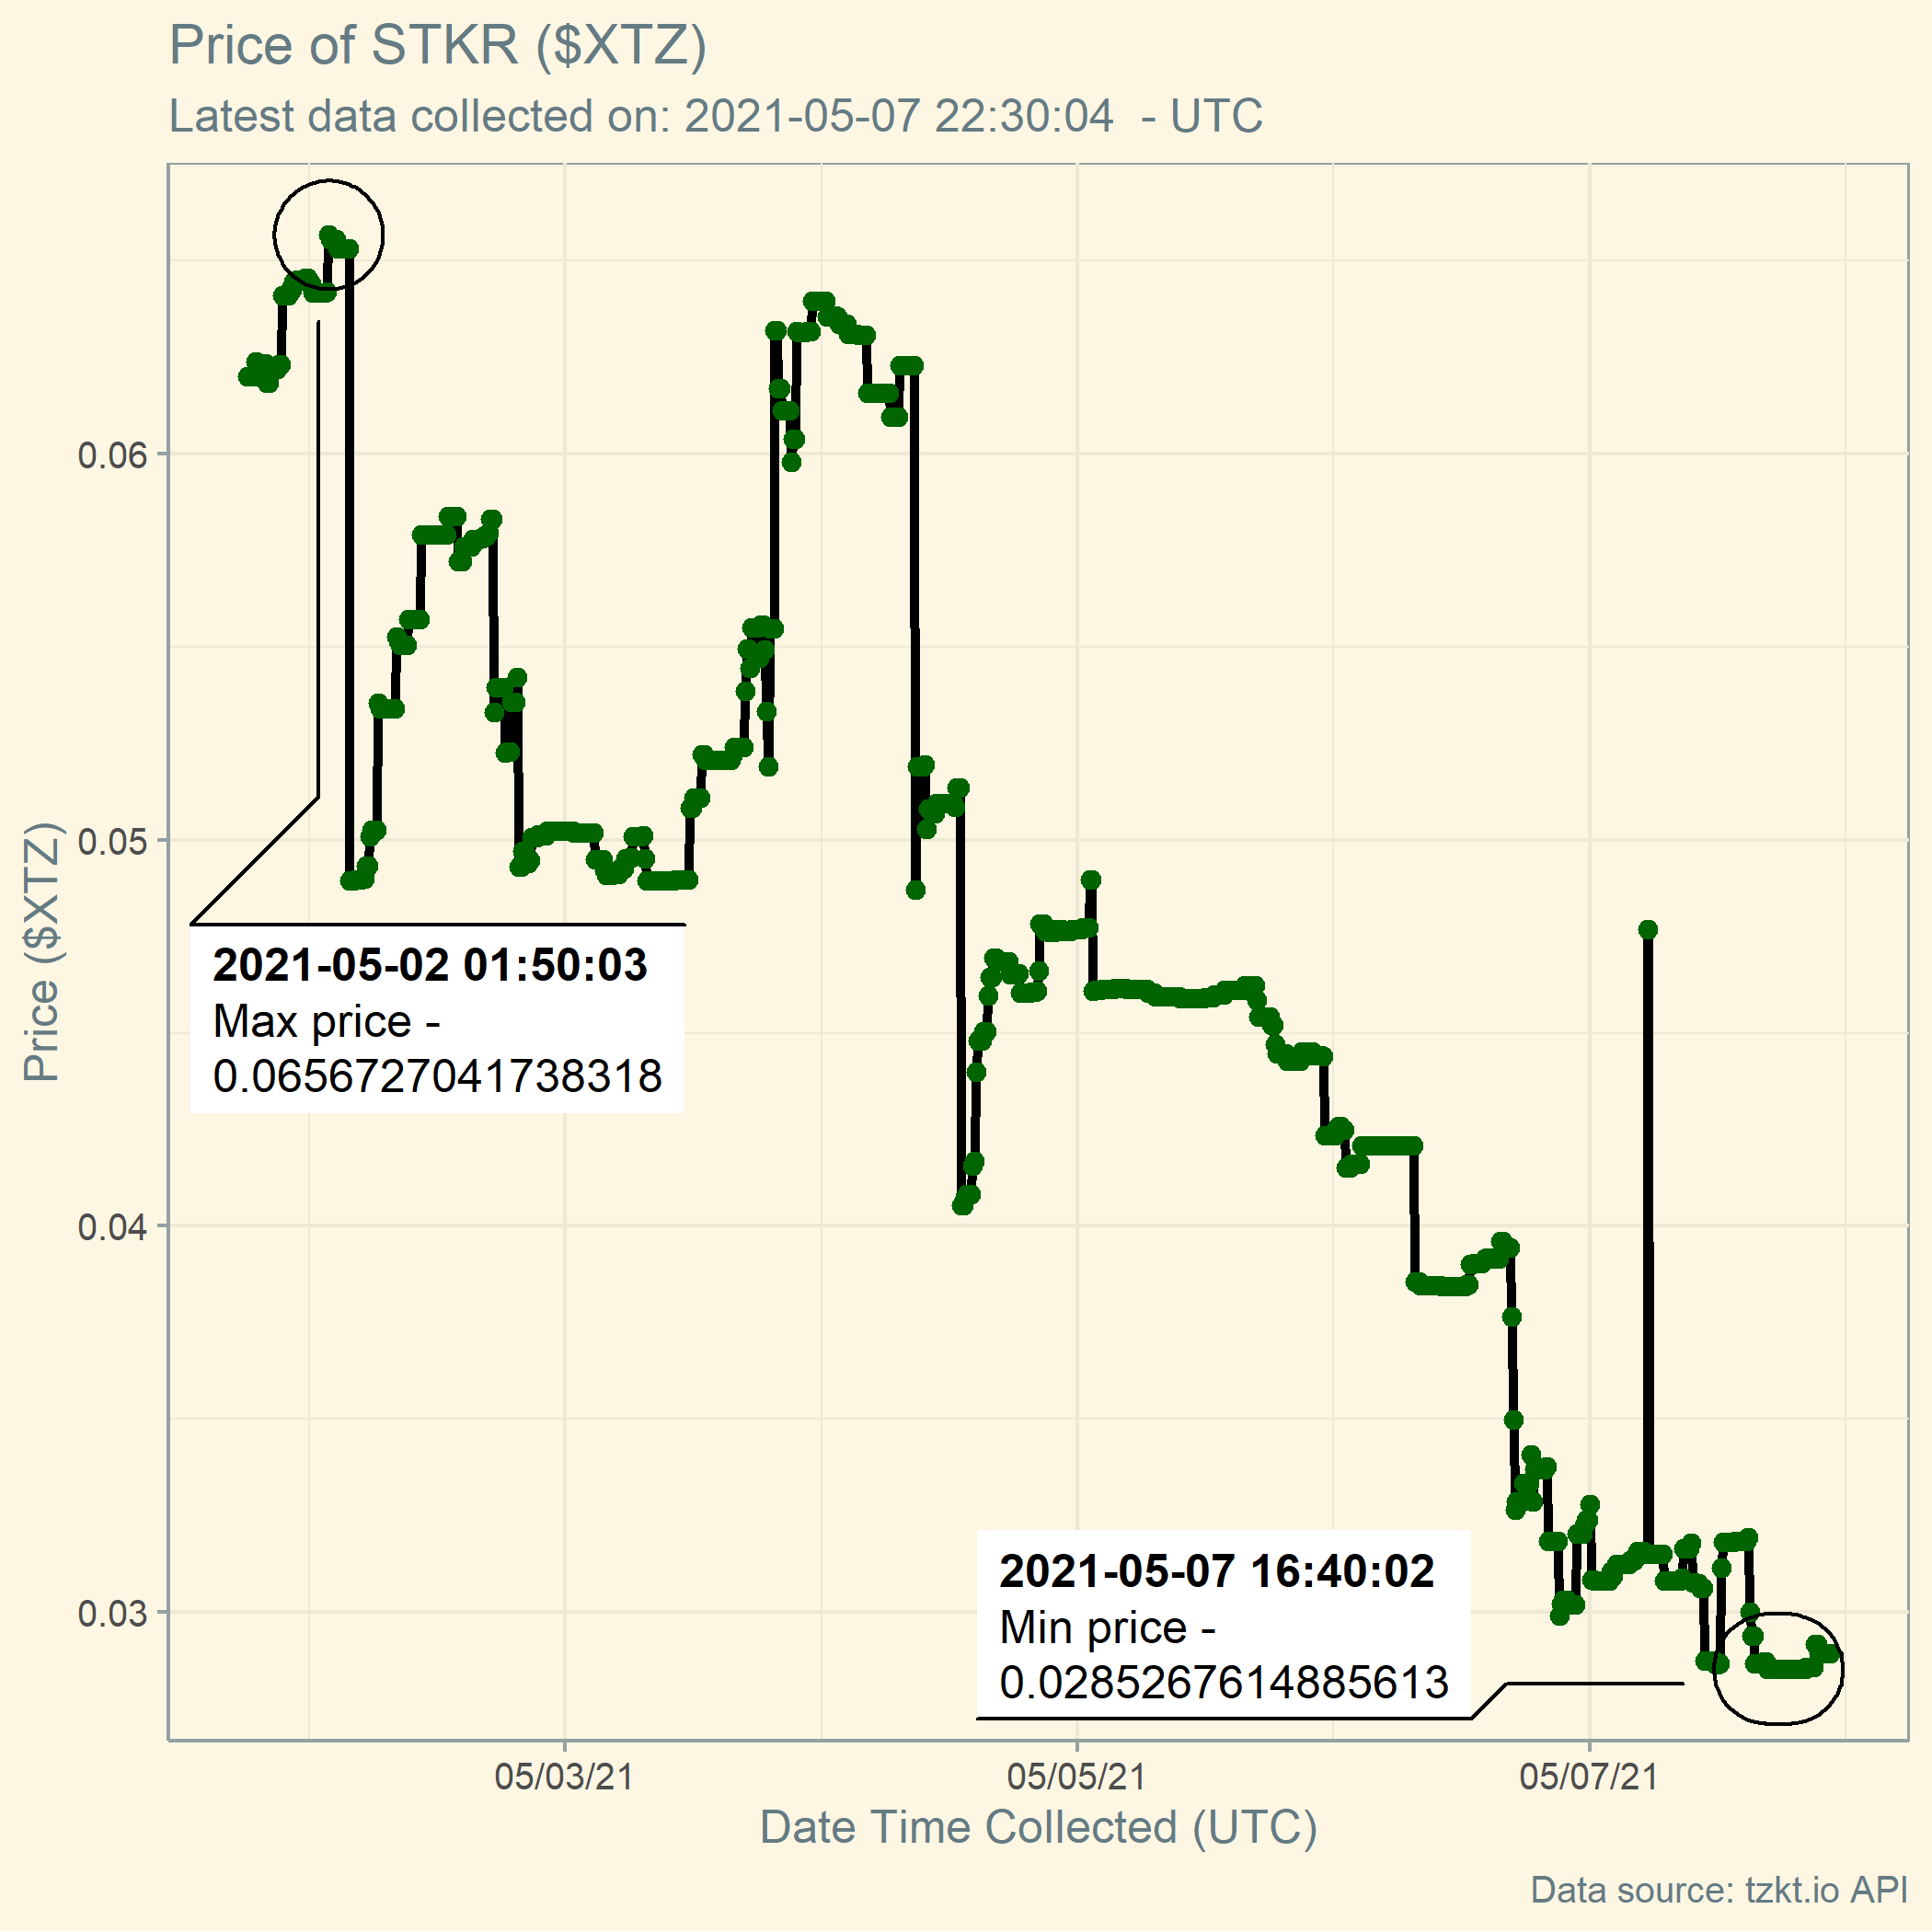 Price of STKR ($XTZ)
Latest data collected on: 2021-05-07 22:30:04  - UTC
Price ($XTZ)
0.06
0.05
0.04
0.03
2021-05-02 01:50:03
Max price -
0.0656727041738318
2021-05-07 16:40:02
Min price -
0.0285267614885613
05/03/21
05/05/21
05/07/21
Date Time Collected (UTC)
Data source: tzkt.io API